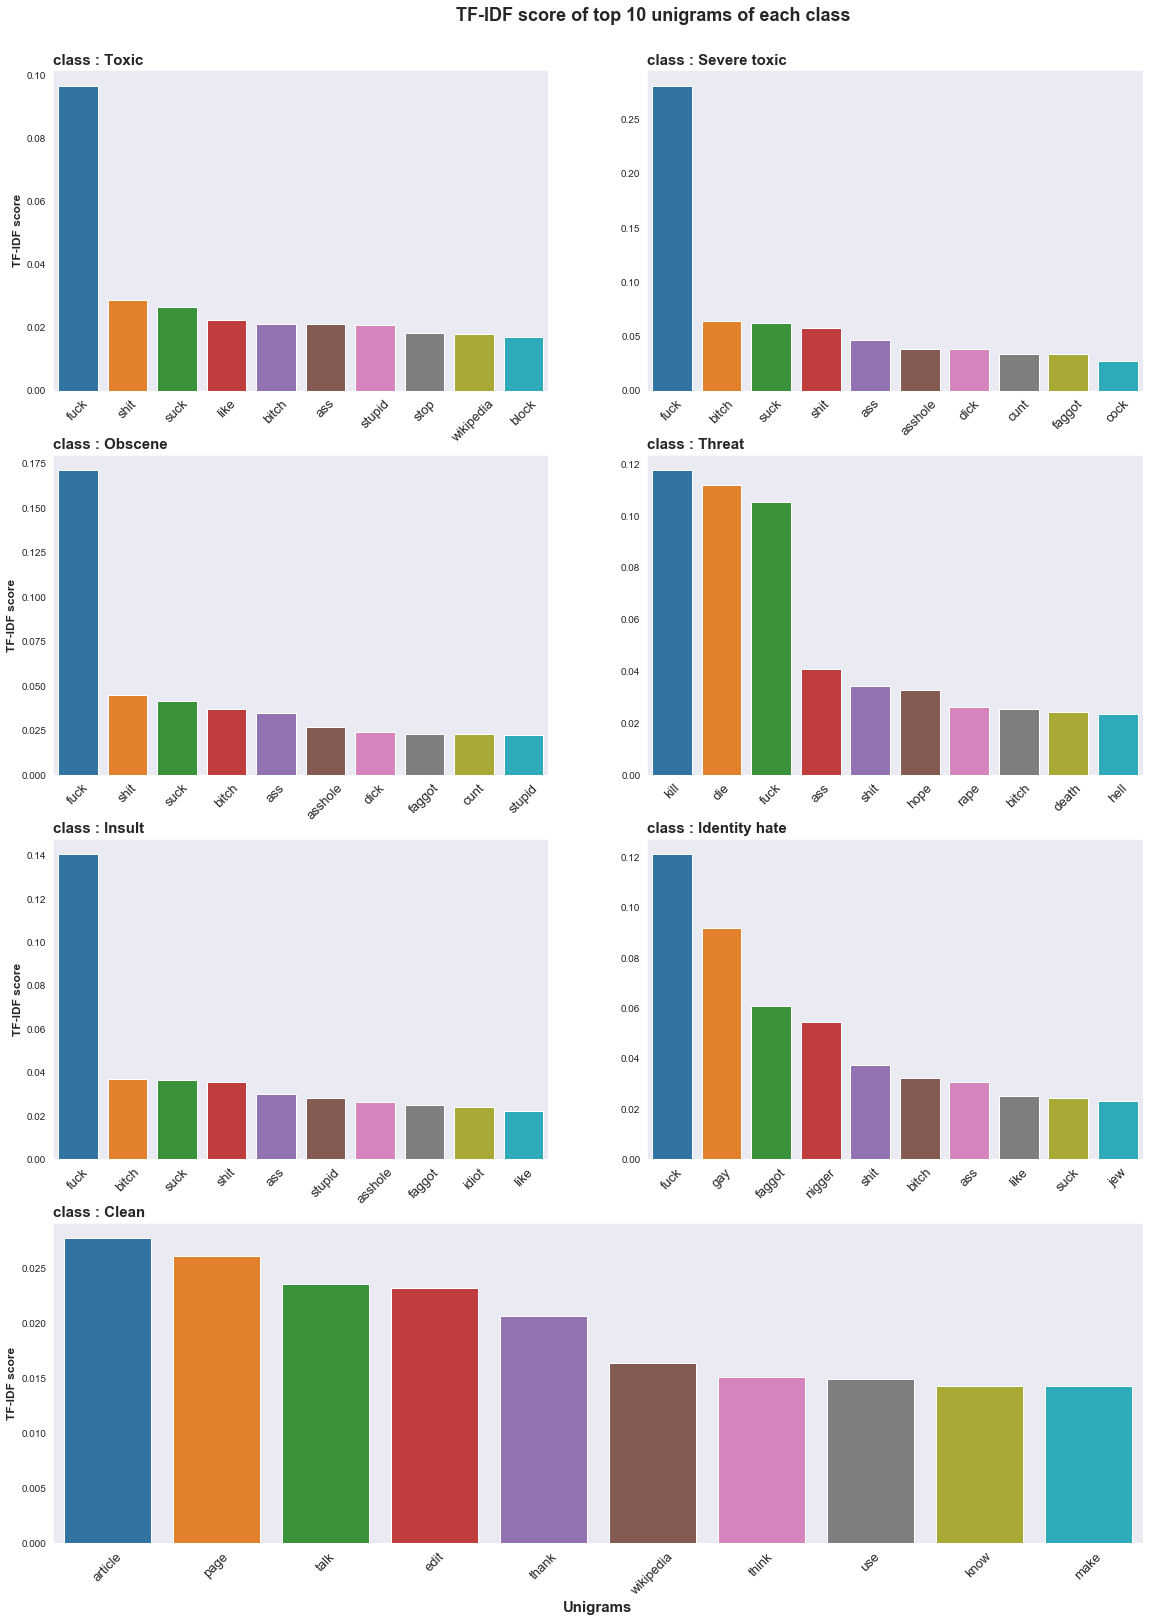 TF-IDF score of top 10 unigrams of each class
class : Toxic
TF-IDF score
0.10
0.08
0.06
0.04
0.02
0.00
fuck shit suck like bitch ass stupid stop wikipedia block
class : Severe toxic
0.25
0.20
0.15
0.10
0.05
0.00
fuck bitch suck shit ass asshole dick cunt faggot cock
class : Obscene
TF-IDF score
0.175
0.150
0.125
0.100
0.075
0.050
0.025
0.000
fuck shit suck bitch ass asshole dick faggot cunt stupid
class : Threat
0.12
0.10
0.08
0.06
0.04
0.02
0.00
kill die fuck ass shit hope rape bitch death hell
class : Insult
TF-IDF score
0.14
0.12
0.10
0.08
0.06
0.04
0.02
0.00
fuck bitch suck shit ass stupid asshole faggot idiot like
class : Identity hate
0.12
0.10
0.08
0.06
0.04
0.02
0.00
fuck gay faggot nigger shit bitch ass like suck jew
class : Clean
TF-IDF score
0.025
0.020
0.015
0.010
0.005
0.000
article page talk edit thank wikipedia think use know make
Unigrams